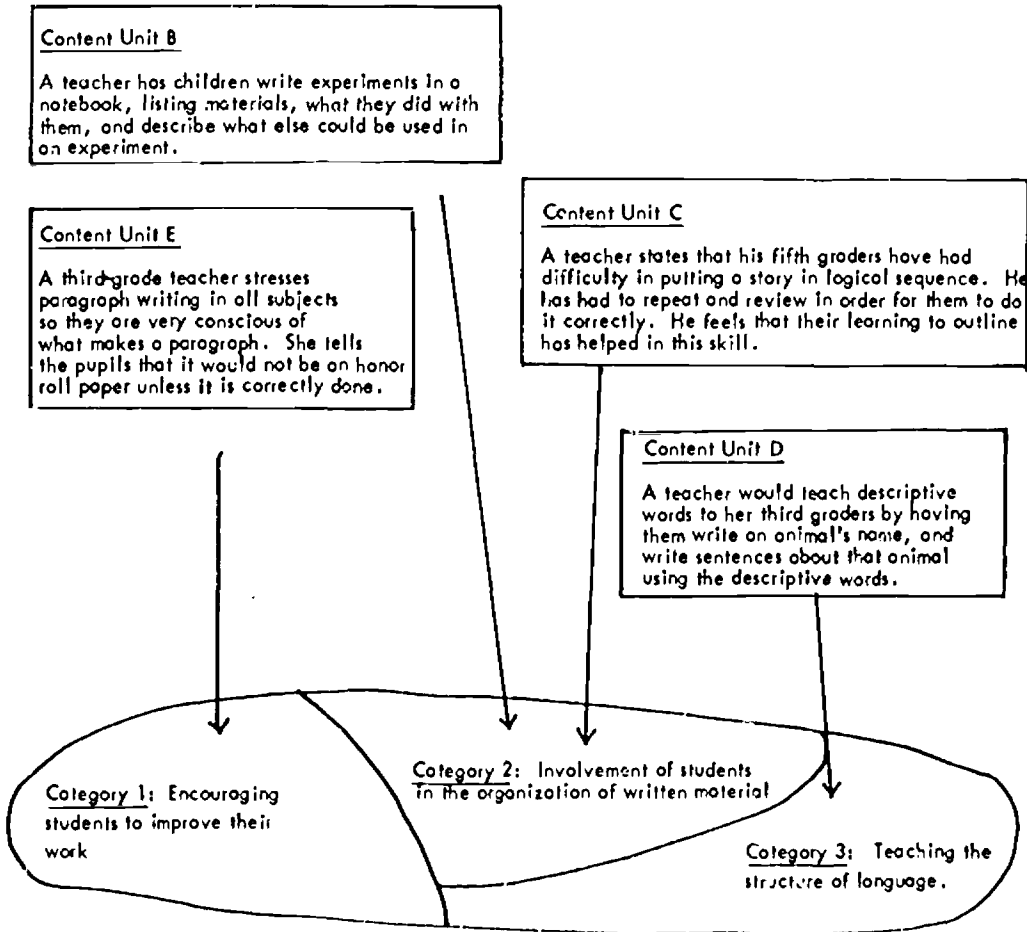 Content Unit B
A teacher has children write experiments in a
notebook, listing materials, what they did with
them, and describe what else could be used in
an experiment.
Content Unit E
A third-grade teacher stresses
paragraph writing in all subjects
so they are very conscious of
what makes a paragraph. She tells
the pupils that it would not be an honor
roll paper unless it is correctly done.
Content Unit C
A teacher states that his fifth graders have had
difficulty in putting a story in logical sequence. He
has had to repeat and review in order for them to do
it correctly. He feels that their learning to outline
has helped in this skill.
Content Unit D
A teacher would teach descriptive
words to her third graders by having
them write an animal's name, and
write sentences about that animal
using the descriptive words.
Category 1: Encouraging
students to improve their
work
Category 2: Involvement of students
in the organization of written material
Category 3: Teaching the
structure of language.